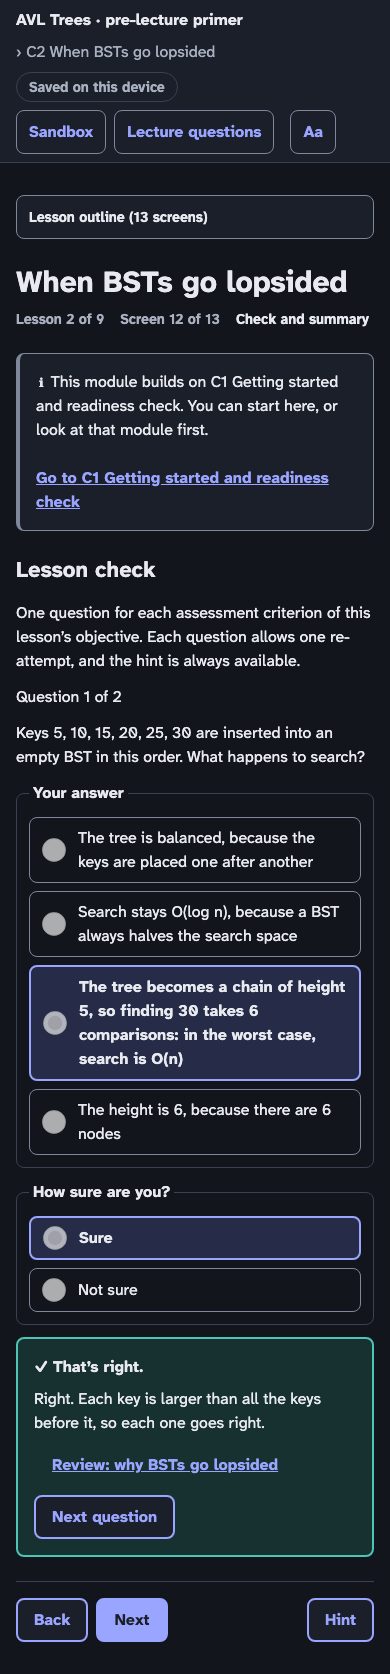 AVL Trees · pre-lecture primer
› C2 When BSTs go lopsided
Saved on this device
Sandbox
Lecture questions
Aa
Lesson outline (13 screens)
When BSTs go lopsided
Lesson 2 of 9 Screen 12 of 13 Check and summary
i This module builds on C1 Getting started
and readiness check. You can start here, or
look at that module first.
Go to C1 Getting started and readiness
check
Lesson check
One question for each assessment criterion of this
lesson’s objective. Each question allows one re-
attempt, and the hint is always available.
Question 1 of 2
Keys 5, 10, 15, 20, 25, 30 are inserted into an
empty BST in this order. What happens to search?
Your answer
The tree is balanced, because the
keys are placed one after another
Search stays O(log n), because a BST
always halves the search space
The tree becomes a chain of height
5, so finding 30 takes 6
comparisons: in the worst case,
search is O(n)
The height is 6, because there are 6
nodes
How sure are you?
Sure
Not sure
✓ That’s right.
Right. Each key is larger than all the keys
before it, so each one goes right.
Review: why BSTs go lopsided
Next question
Back
Next
Hint